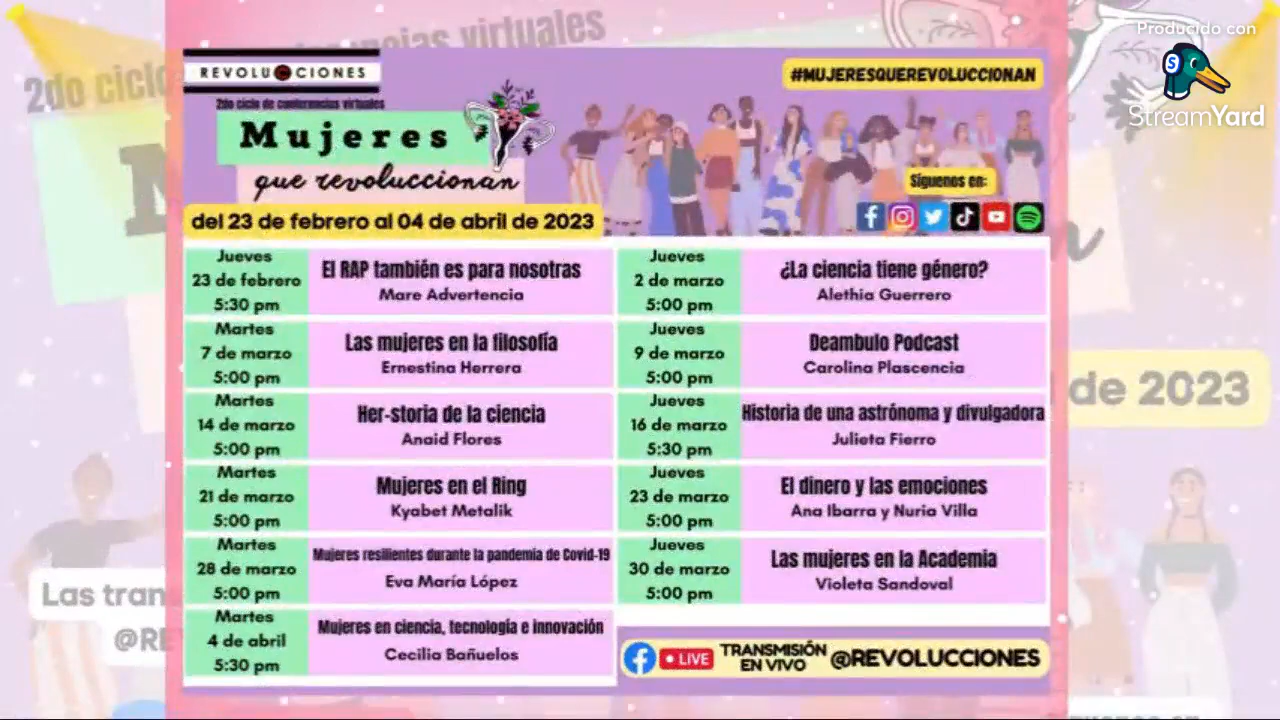 Producido con
StreamYard
REVOLUCCIONES
#MUJERESQUEREVOLUCCIONAN
2do ciclo de conferencias virtuales
Mujeres
que revoluccionan
Síguenos en:
del 23 de febrero al 04 de abril de 2023
Jueves
23 de febrero
5:30 pm
El RAP también es para nosotras
Mare Advertencia
Jueves
2 de marzo
5:00 pm
¿La ciencia tiene género?
Alethia Guerrero
Martes
7 de marzo
5:00 pm
Las mujeres en la filosofía
Ernestina Herrera
Jueves
9 de marzo
5:00 pm
Deambulo Podcast
Carolina Plascencia
Martes
14 de marzo
5:00 pm
Her-storia de la ciencia
Anaid Flores
Jueves
16 de marzo
5:30 pm
Historia de una astrónoma y divulgadora
Julieta Fierro
Martes
21 de marzo
5:00 pm
Mujeres en el Ring
Kyabet Metalik
Jueves
23 de marzo
5:00 pm
El dinero y las emociones
Ana Ibarra y Nuria Villa
Martes
28 de marzo
5:00 pm
Mujeres resilientes durante la pandemia de Covid-19
Eva María López
Jueves
30 de marzo
5:00 pm
Las mujeres en la Academia
Violeta Sandoval
Martes
4 de abril
5:30 pm
Mujeres en ciencia, tecnología e innovación
Cecilia Bañuelos
LIVE
TRANSMISIÓN
EN VIVO
@REVOLUCCIONES
2do ciclo
virtuales
de 2023
Las tran
@RE